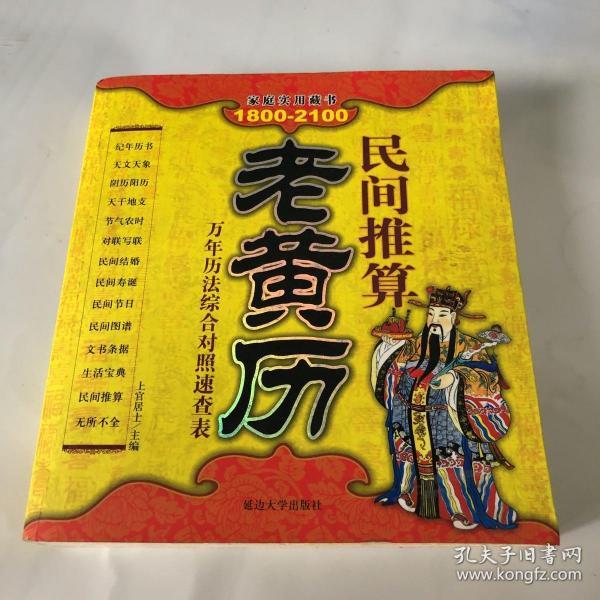 家庭实用藏书
1800-2100
民间推算
老黄历
万年历法综合对照速查表
纪年历书
天文天象
阴历阳历
天干地支
节气农时
对联写联
民间结婚
民间寿诞
民间节日
民间图谱
文书条据
生活宝典
民间推算
无所不全
上官居士 主编
延边大学出版社
孔夫子旧书网
www.kongfz.com